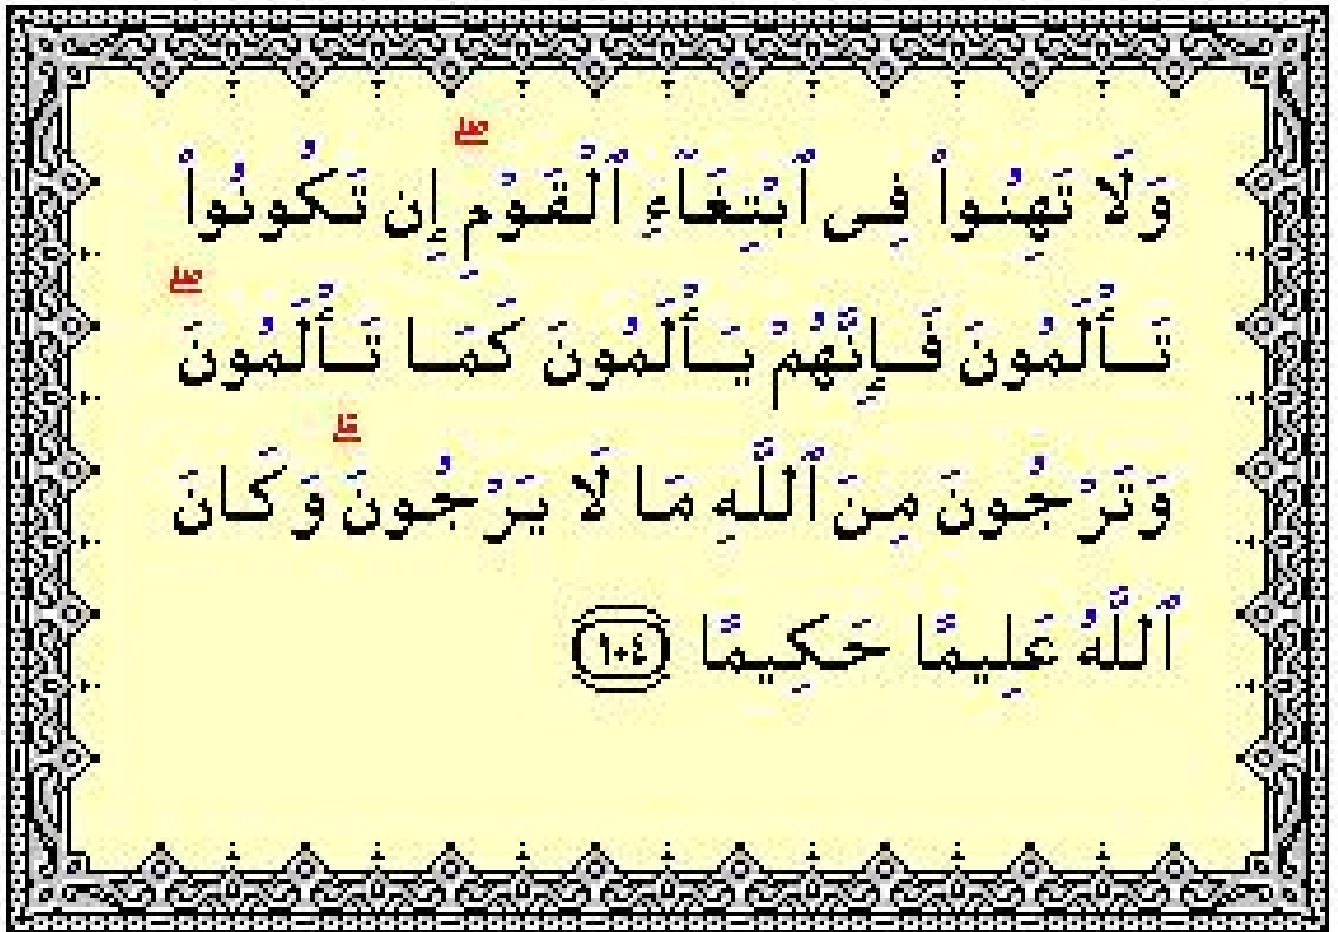 وَلَا تَهِنُوا۟ فِى ٱبْتِغَآءِ ٱلْقَوْمِ ۖ إِن تَكُونُوا۟
تَأْلَمُونَ فَإِنَّهُمْ يَأْلَمُونَ كَمَا تَأْلَمُونَ ۖ
وَتَرْجُونَ مِنَ ٱللَّهِ مَا لَا يَرْجُونَ ۗ وَكَانَ
ٱللَّهُ عَلِيمًا حَكِيمًا ١٠٤